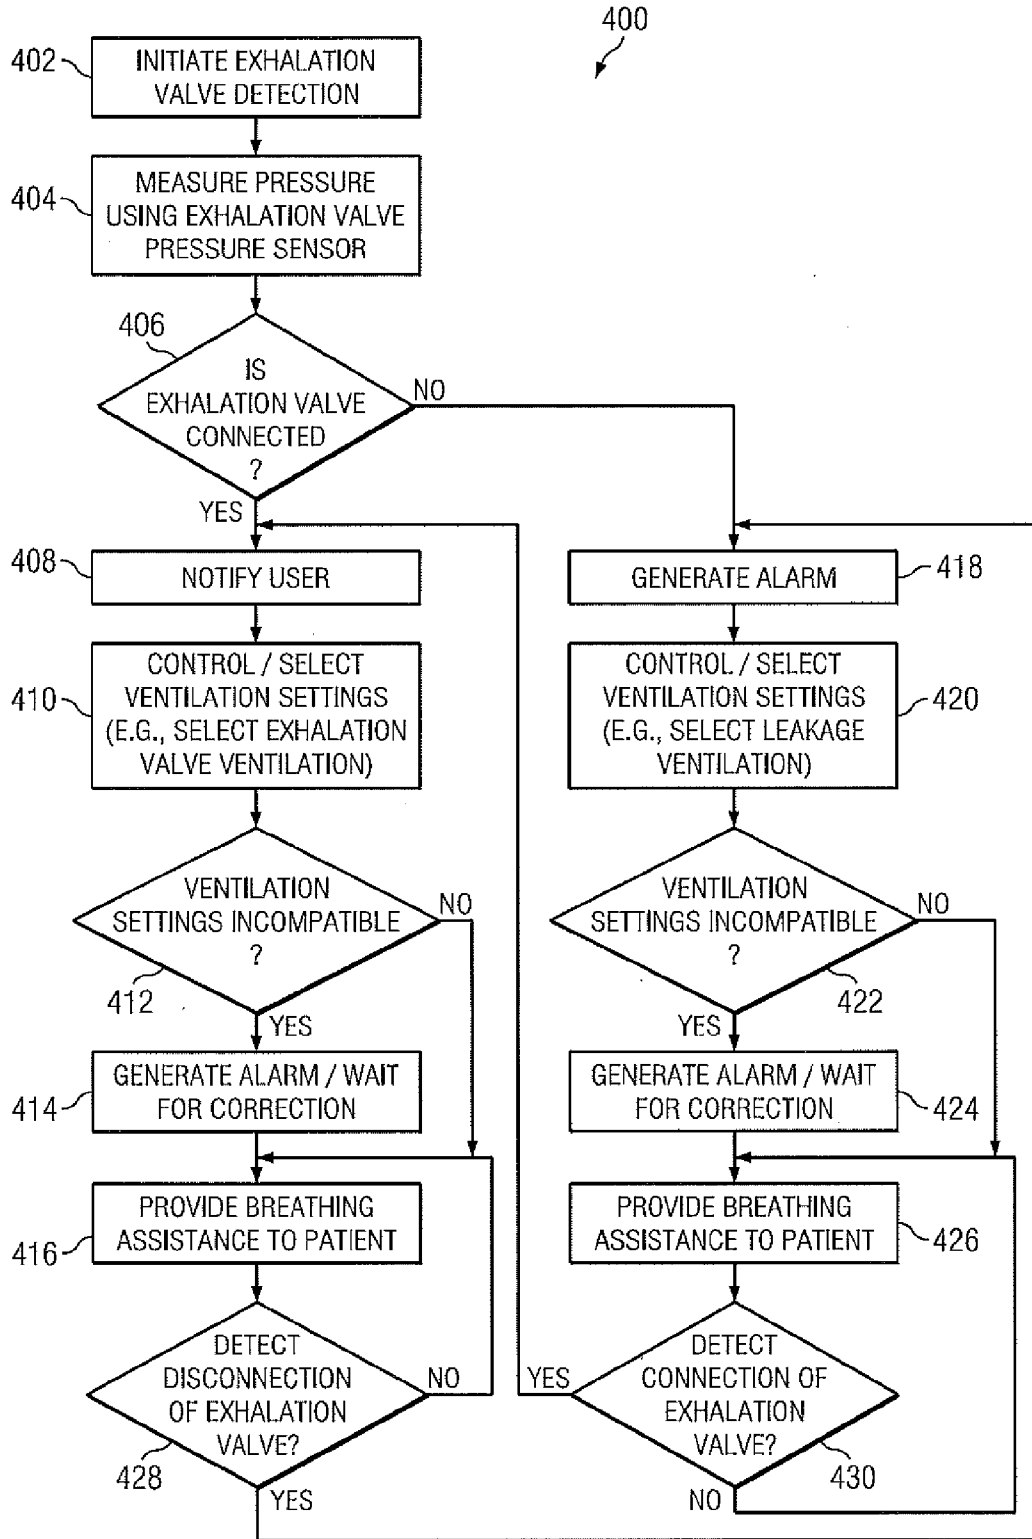 400
402
INITIATE EXHALATION
VALVE DETECTION
404
MEASURE PRESSURE
USING EXHALATION VALVE
PRESSURE SENSOR
406
IS
EXHALATION VALVE
CONNECTED
?
NO
YES
408
NOTIFY USER
410
CONTROL / SELECT
VENTILATION SETTINGS
(E.G., SELECT EXHALATION
VALVE VENTILATION)
VENTILATION
SETTINGS INCOMPATIBLE
?
NO
412
YES
414
GENERATE ALARM / WAIT
FOR CORRECTION
416
PROVIDE BREATHING
ASSISTANCE TO PATIENT
DETECT
DISCONNECTION
OF EXHALATION
VALVE?
NO
428
YES
GENERATE ALARM
418
CONTROL / SELECT
VENTILATION SETTINGS
(E.G., SELECT LEAKAGE
VENTILATION)
420
VENTILATION
SETTINGS INCOMPATIBLE
?
NO
422
YES
GENERATE ALARM / WAIT
FOR CORRECTION
424
PROVIDE BREATHING
ASSISTANCE TO PATIENT
426
YES
DETECT
CONNECTION OF
EXHALATION
VALVE?
430
NO